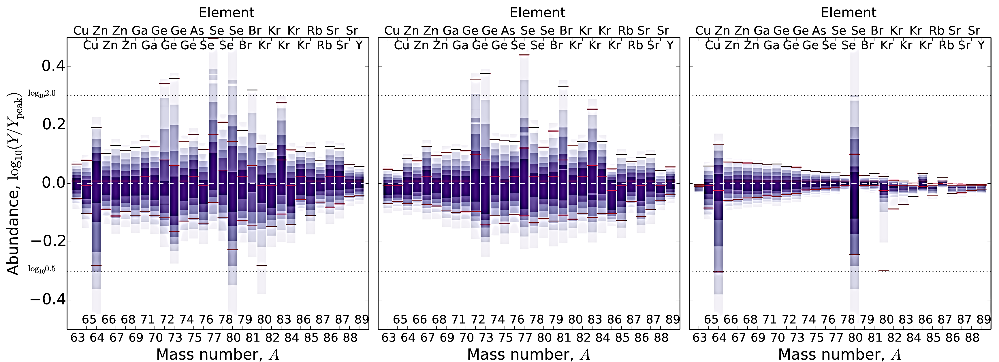 Element Element Element
Cu Zn Zn Ga Ge Ge As Se Se Br Kr Kr Rb Sr Sr Cu Zn Zn Ga Ge Ge As Se Se Br Kr Kr Rb Sr Sr Cu Zn Zn Ga Ge Ge As Se Se Br Kr Kr Rb Sr Sr
Cu Zn Zn Ga Ge Ge Se Se Br Kr Kr Kr Rb Sr Y Cu Zn Zn Ga Ge Ge Se Se Br Kr Kr Kr Rb Sr Y Cu Zn Zn Ga Ge Ge Se Se Br Kr Kr Kr Rb Sr Y
Abundance, log₁₀(Y/Y_peak)
0.4
log₁₀2.0
0.2
0.0
−0.2
log₁₀0.5
−0.4
65 66 68 71 72 74 76 78 79 80 83 86 87 87 89 65 66 68 71 72 74 76 78 79 80 83 86 87 87 89 65 66 68 71 72 74 76 78 79 80 83 86 87 87 89
63 64 67 69 70 73 75 77 80 81 82 84 85 86 88 63 64 67 69 70 73 75 77 80 81 82 84 85 86 88 63 64 67 69 70 73 75 77 80 81 82 84 85 86 88
Mass number, A Mass number, A Mass number, A